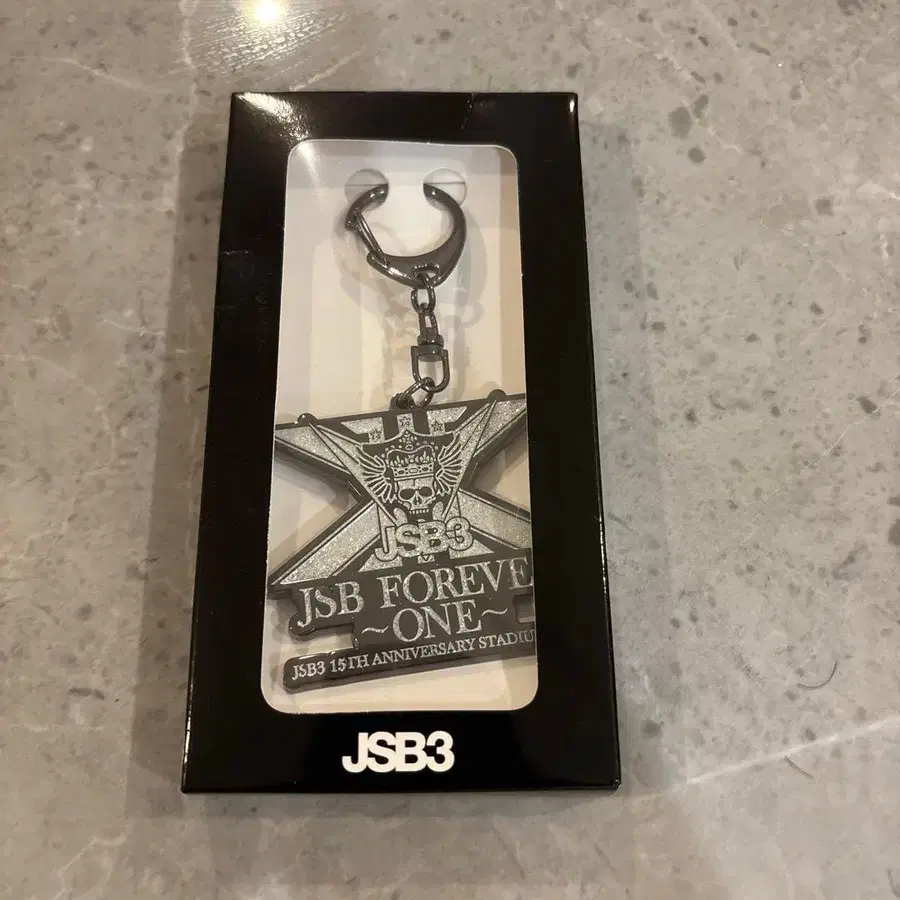 JSB3
JSB FOREVE
~ONE~
JSB3 15TH ANNIVERSARY STADIU
JSB3